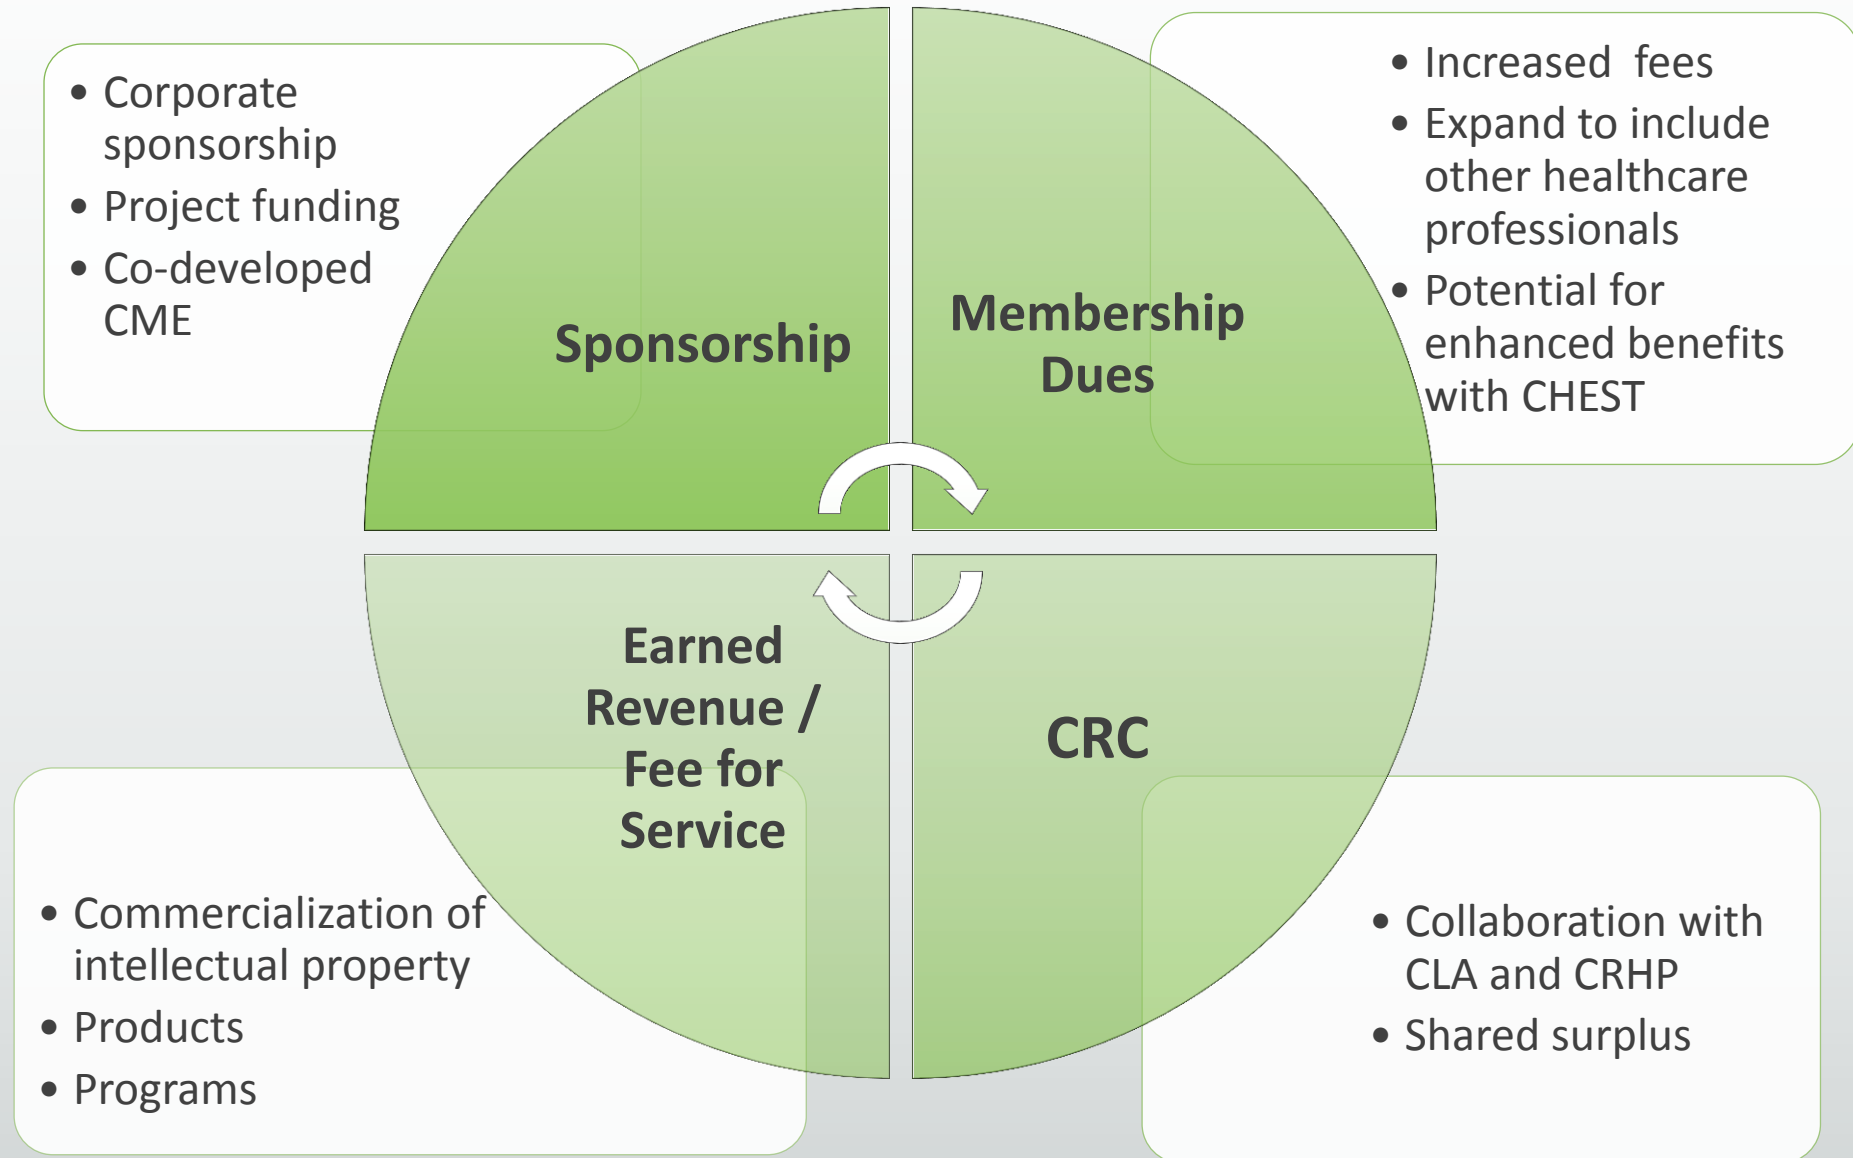 • Corporate
sponsorship
• Project funding
• Co-developed
CME
Sponsorship
• Increased fees
• Expand to include
other healthcare
professionals
• Potential for
enhanced benefits
with CHEST
Membership
Dues
Earned
Revenue /
Fee for
Service
• Commercialization of
intellectual property
• Products
• Programs
CRC
• Collaboration with
CLA and CRHP
• Shared surplus